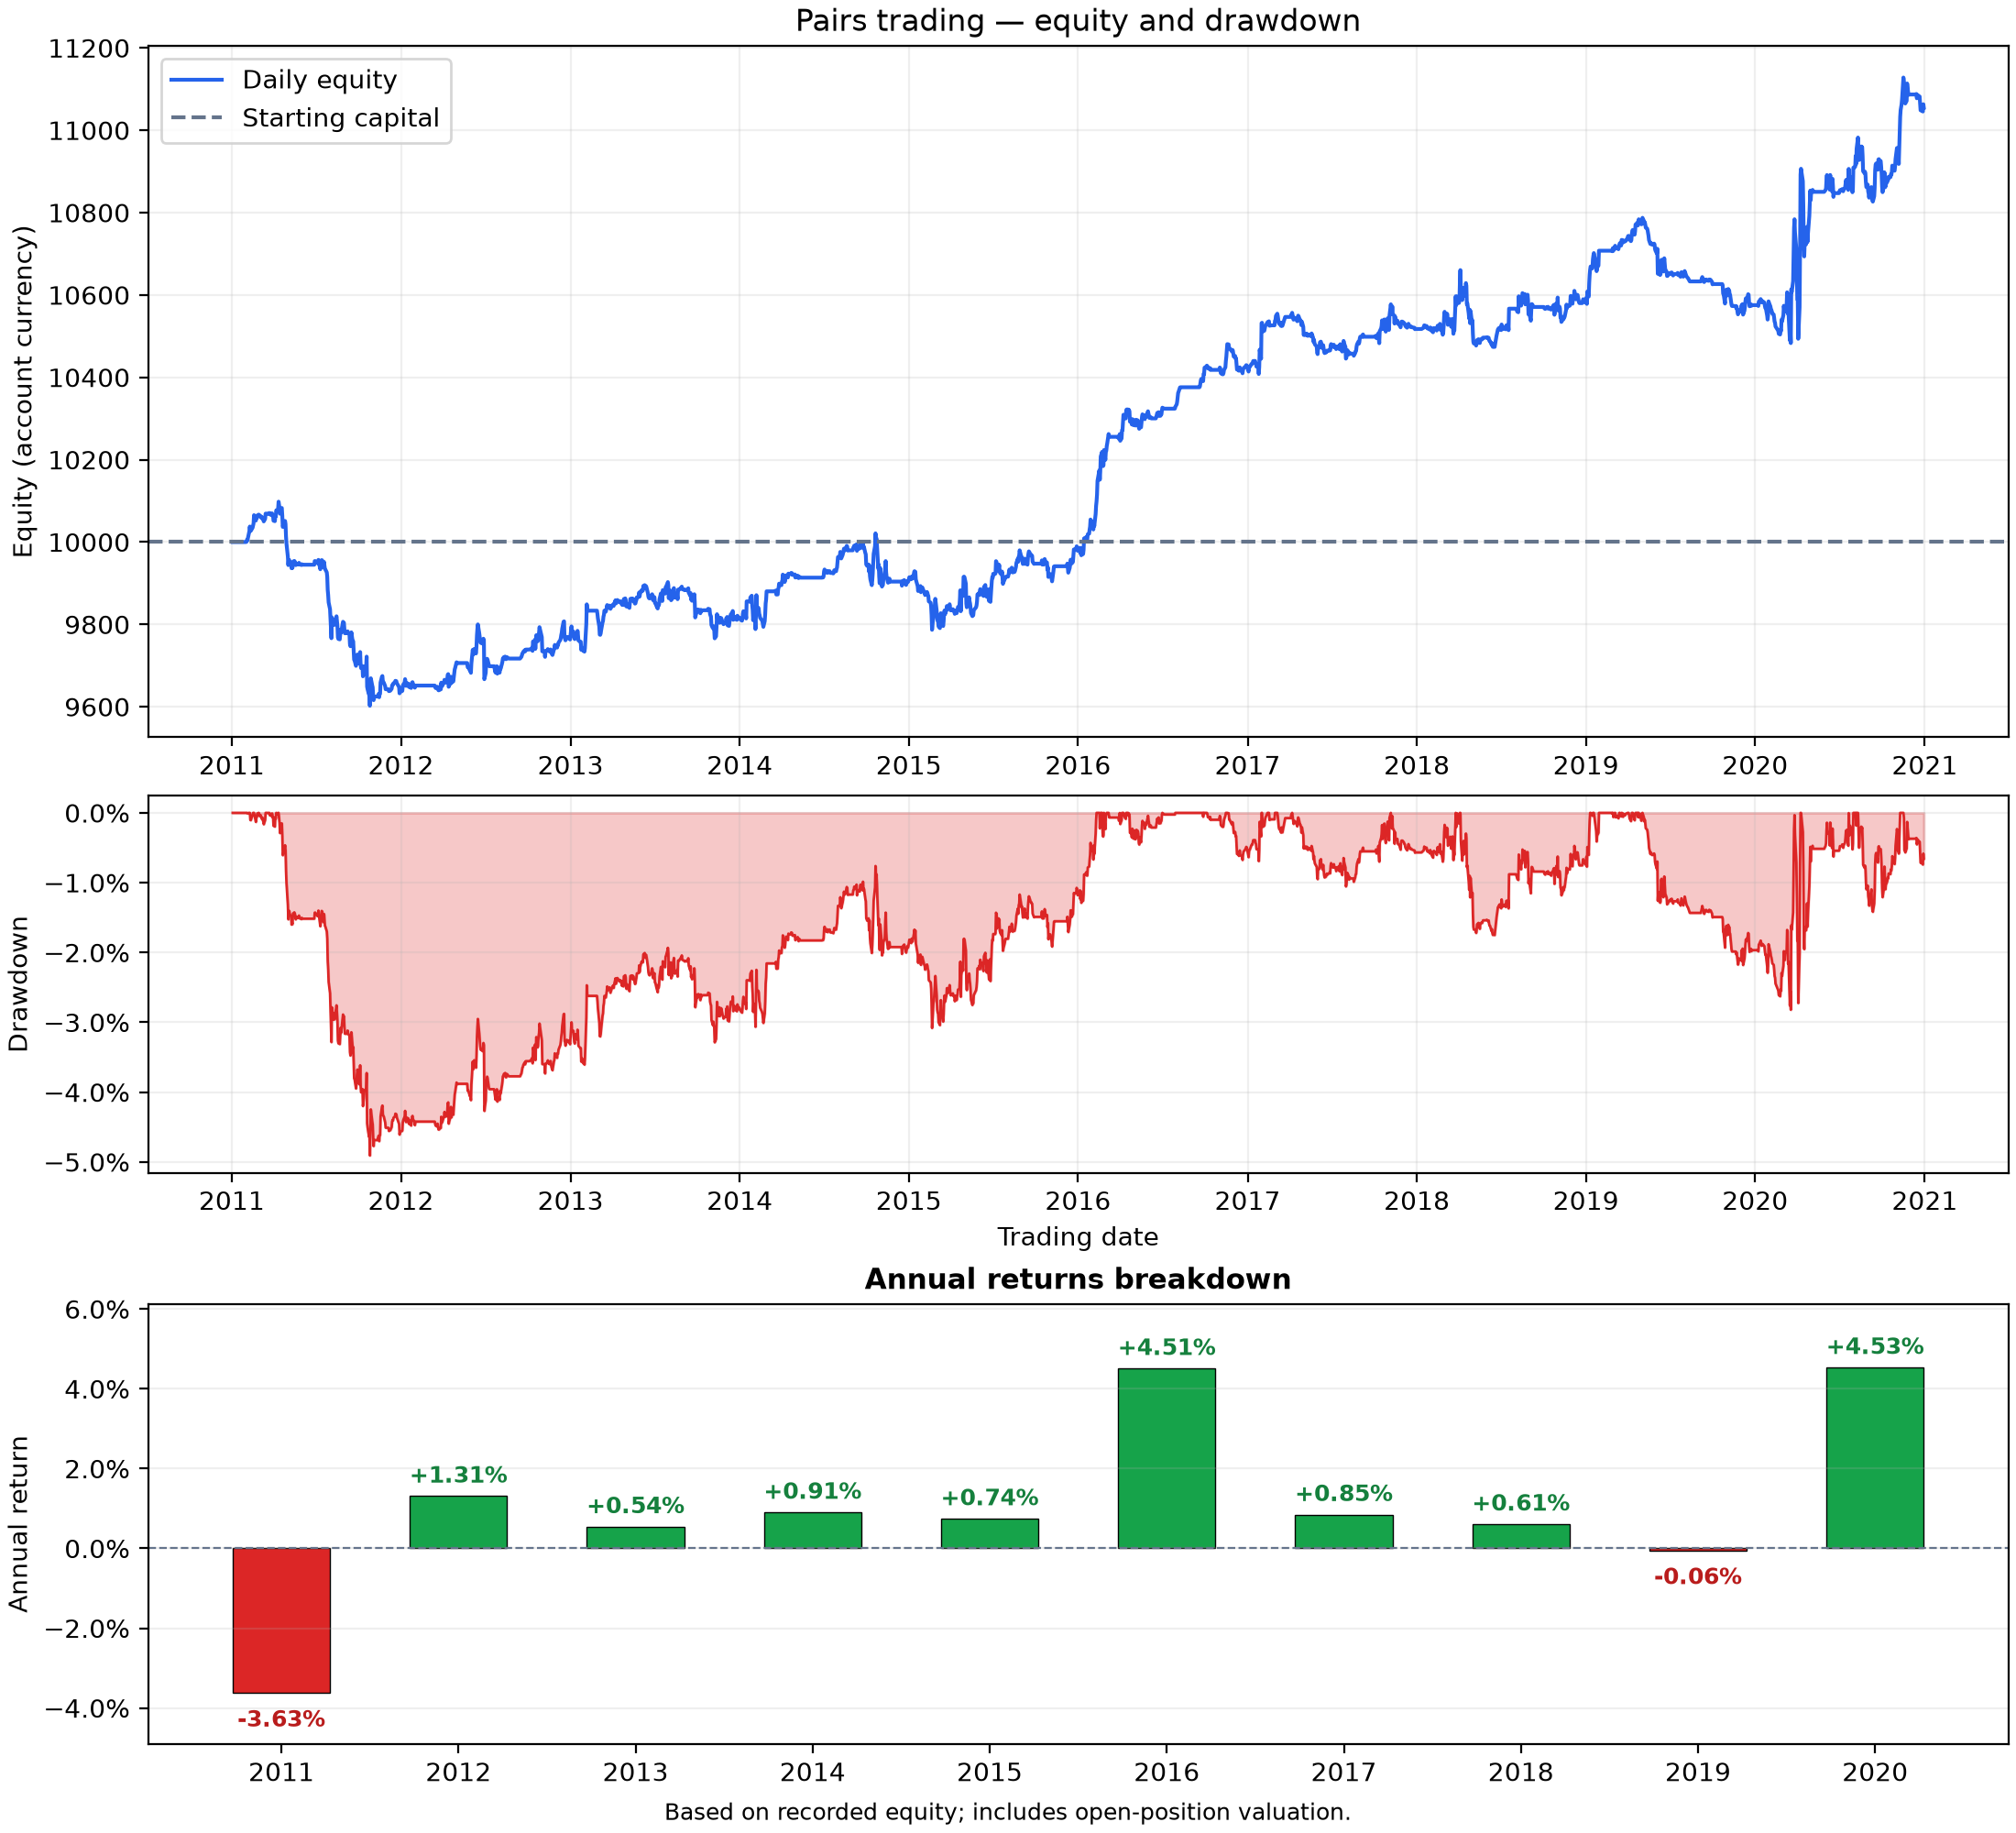 Pairs trading — equity and drawdown
11200
11000
10800
10600
10400
10200
10000
9800
9600
Equity (account currency)
Daily equity
Starting capital
2011 2012 2013 2014 2015 2016 2017 2018 2019 2020 2021
0.0%
−1.0%
−2.0%
−3.0%
−4.0%
−5.0%
Drawdown
2011 2012 2013 2014 2015 2016 2017 2018 2019 2020 2021
Trading date
Annual returns breakdown
6.0%
4.0%
2.0%
0.0%
−2.0%
−4.0%
Annual return
-3.63%
+1.31%
+0.54%
+0.91%
+0.74%
+4.51%
+0.85%
+0.61%
-0.06%
+4.53%
2011 2012 2013 2014 2015 2016 2017 2018 2019 2020
Based on recorded equity; includes open-position valuation.